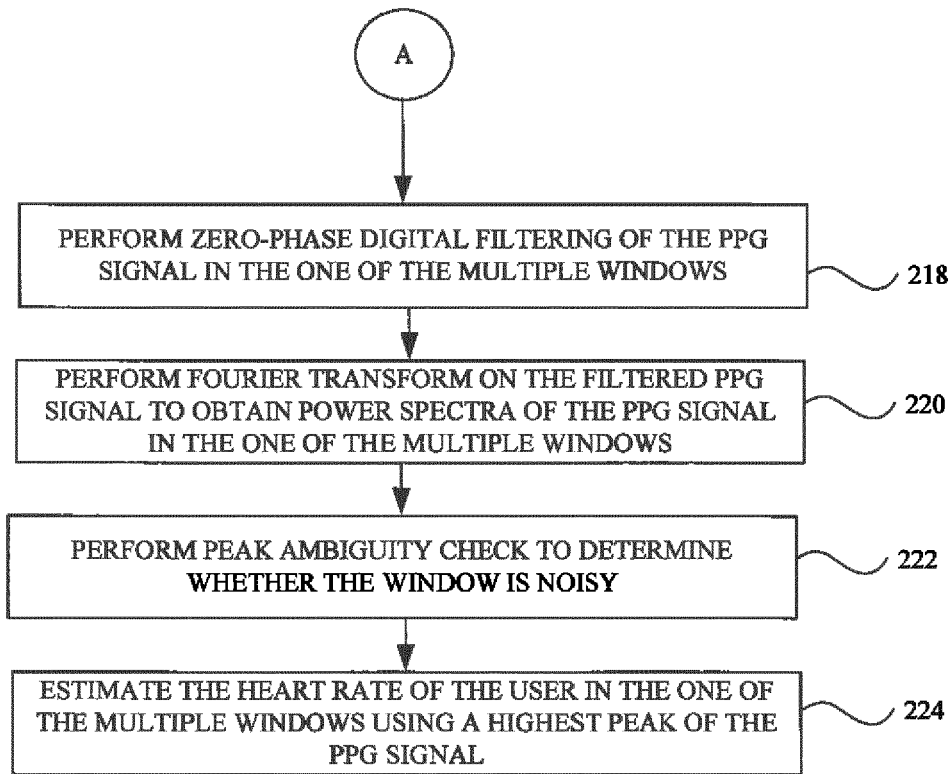 A
PERFORM ZERO-PHASE DIGITAL FILTERING OF THE PPG
SIGNAL IN THE ONE OF THE MULTIPLE WINDOWS
218
PERFORM FOURIER TRANSFORM ON THE FILTERED PPG
SIGNAL TO OBTAIN POWER SPECTRA OF THE PPG SIGNAL
IN THE ONE OF THE MULTIPLE WINDOWS
220
PERFORM PEAK AMBIGUITY CHECK TO DETERMINE
WHETHER THE WINDOW IS NOISY
222
ESTIMATE THE HEART RATE OF THE USER IN THE ONE OF
THE MULTIPLE WINDOWS USING A HIGHEST PEAK OF THE
PPG SIGNAL
224